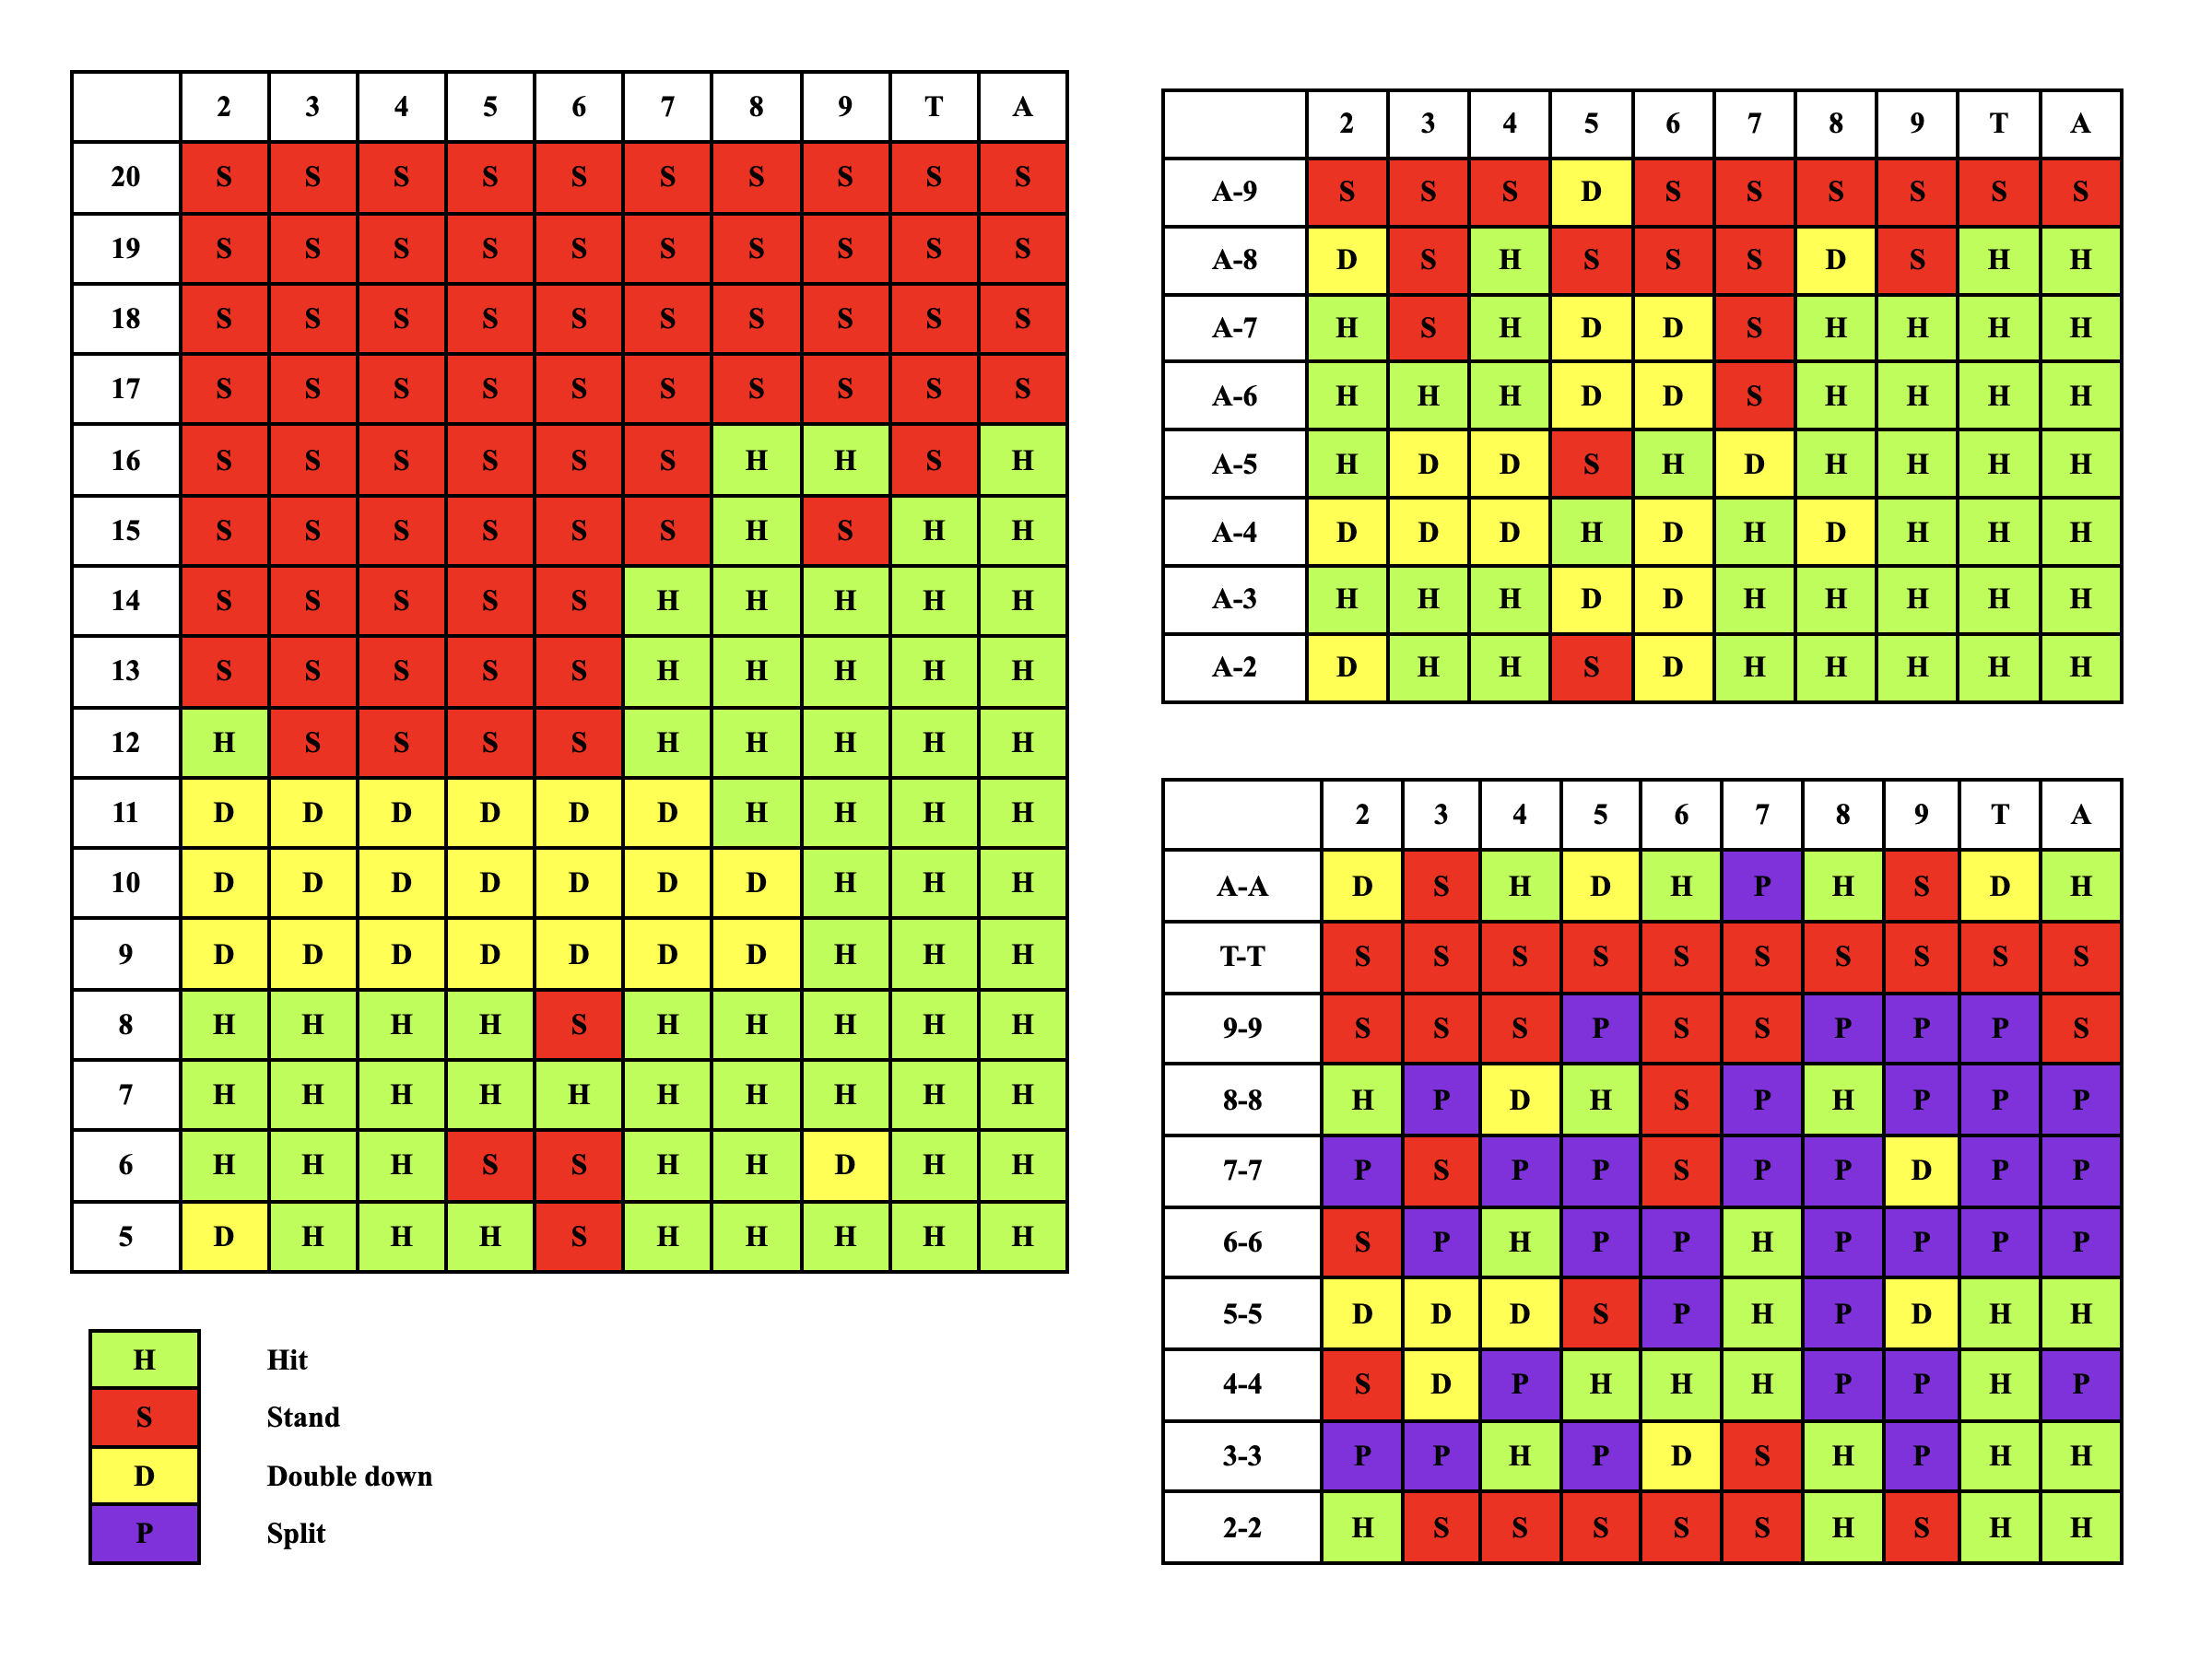 2 3 4 5 6 7 8 9 T A
20 S S S S S S S S S S
19 S S S S S S S S S S
18 S S S S S S S S S S
17 S S S S S S S S S S
16 S S S S S S H H S H
15 S S S S S S H S H H
14 S S S S S H H H H H
13 S S S S S H H H H H
12 H S S S S H H H H H
11 D D D D D D H H H H
10 D D D D D D D H H H
9 D D D D D D D H H H
8 H H H H S H H H H H
7 H H H H H H H H H H
6 H H H S S H H D H H
5 D H H H S H H H H H
H Hit
S Stand
D Double down
P Split
2 3 4 5 6 7 8 9 T A
A-9 S S S D S S S S S S
A-8 D S H S S S D S H H
A-7 H S H D D S H H H H
A-6 H H H D D S H H H H
A-5 H D D S H D H H H H
A-4 D D D H D H D H H H
A-3 H H H D D H H H H H
A-2 D H H S D H H H H H
2 3 4 5 6 7 8 9 T A
A-A D S H D H P H S D H
T-T S S S S S S S S S S
9-9 S S S P S S P P P S
8-8 H P D H S P H P P P
7-7 P S P P S P P D P P
6-6 S P H P P H P P P P
5-5 D D D S P H P D H H
4-4 S D P H H H P P H P
3-3 P P H P D S H P H H
2-2 H S S S S S H S H H